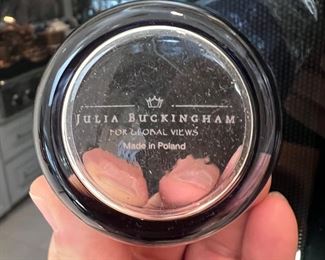 JULIA BUCKINGHAM
FOR GLOBAL VIEWS
Made in Poland